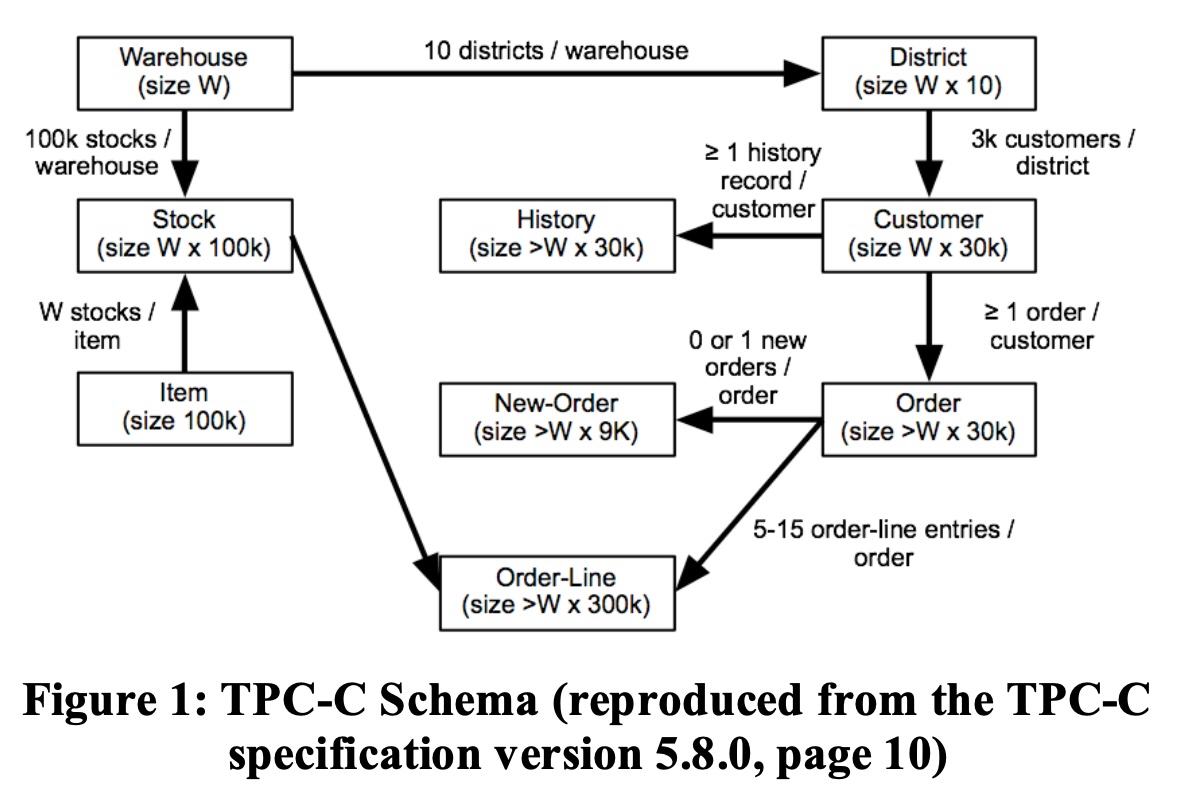 Warehouse
(size W)
10 districts / warehouse
District
(size W x 10)
100k stocks /
warehouse
3k customers /
district
≥ 1 history
record /
customer
Stock
(size W x 100k)
History
(size >W x 30k)
Customer
(size W x 30k)
W stocks /
item
≥ 1 order /
customer
0 or 1 new
orders /
order
Item
(size 100k)
New-Order
(size >W x 9K)
Order
(size >W x 30k)
5-15 order-line entries /
order
Order-Line
(size >W x 300k)
Figure 1: TPC-C Schema (reproduced from the TPC-C
specification version 5.8.0, page 10)